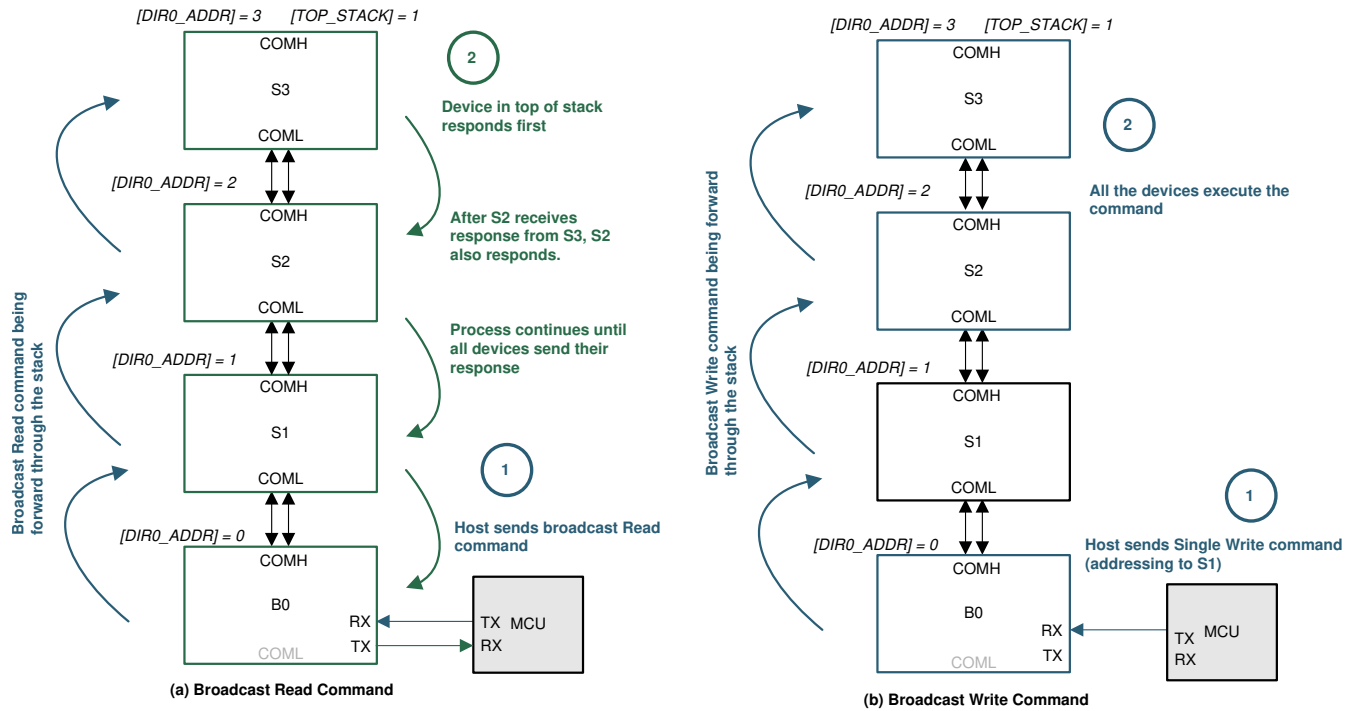 [DIR0_ADDR] = 3
[TOP_STACK] = 1
COMH
S3
COML
2
Device in top of stack
responds first
[DIR0_ADDR] = 2
COMH
S2
COML
After S2 receives
response from S3, S2
also responds.
Process continues until
all devices send their
response
[DIR0_ADDR] = 1
COMH
S1
COML
1
Host sends broadcast Read
command
[DIR0_ADDR] = 0
COMH
B0
RX
TX
COML
TX
MCU
RX
Broadcast Read command being
forward through the stack
(a) Broadcast Read Command
[DIR0_ADDR] = 3
[TOP_STACK] = 1
COMH
S3
COML
2
All the devices execute the
command
[DIR0_ADDR] = 2
COMH
S2
COML
[DIR0_ADDR] = 1
COMH
S1
COML
1
Host sends Single Write command
(addressing to S1)
[DIR0_ADDR] = 0
COMH
B0
RX
TX
COML
TX
MCU
RX
Broadcast Write command being forward
through the stack
(b) Broadcast Write Command